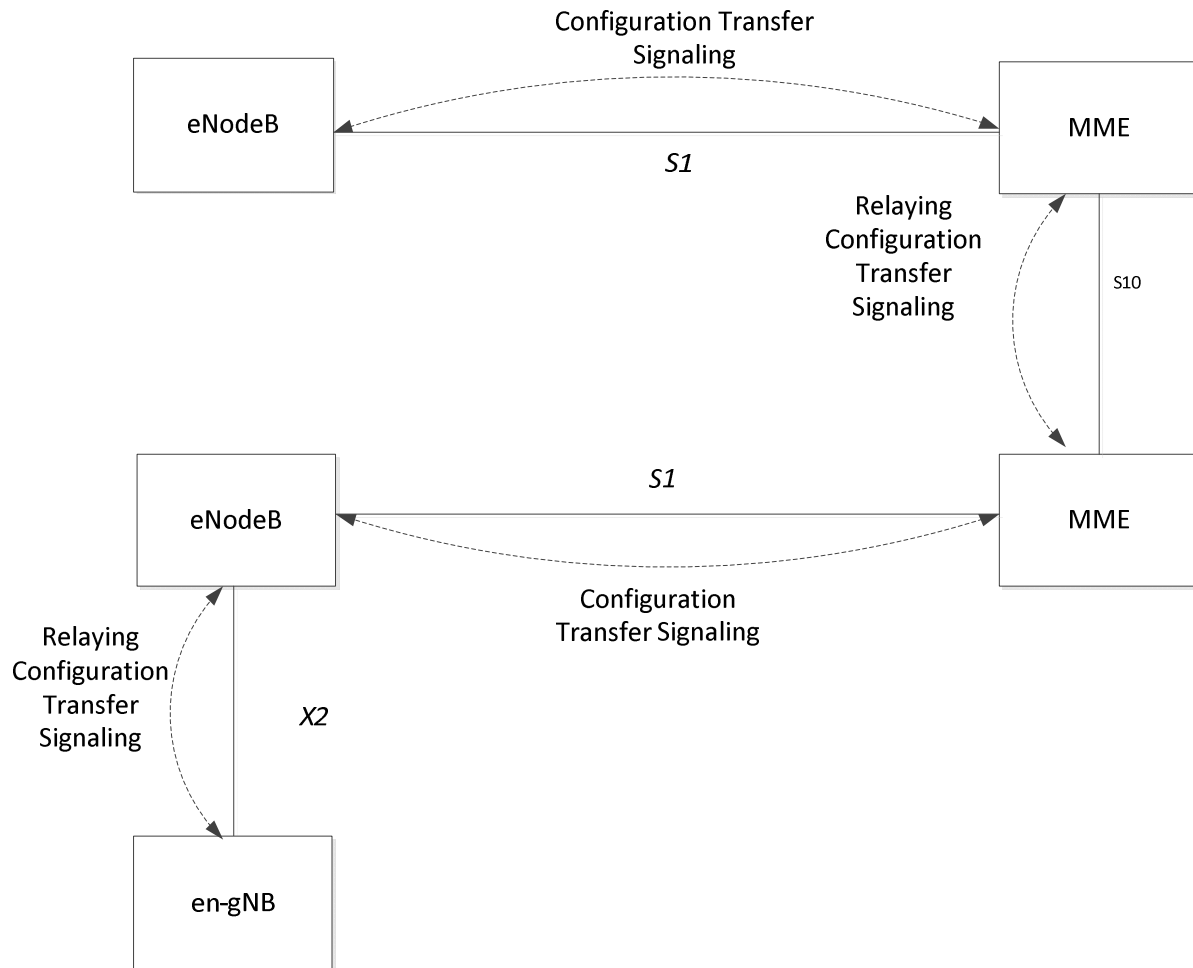 Configuration Transfer
Signaling
eNodeB
MME
S1
Relaying
Configuration
Transfer
Signaling
S10
S1
eNodeB
MME
Configuration
Transfer Signaling
Relaying
Configuration
Transfer
Signaling
X2
en-gNB